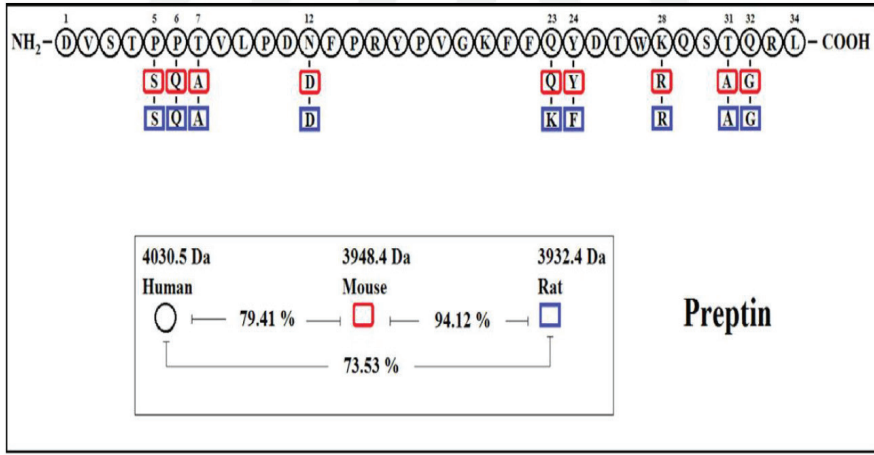 1 5 6 7 12 23 24 28 31 32 34
NH2–DVSTPPTVLPDNFPRYPVGKFFQYDTWKQSTQRL–COOH
S Q A D Q Y R A G
S Q A D K F R A G
4030.5 Da 3948.4 Da 3932.4 Da
Human Mouse Rat
79.41 % 94.12 %
Preptin
73.53 %